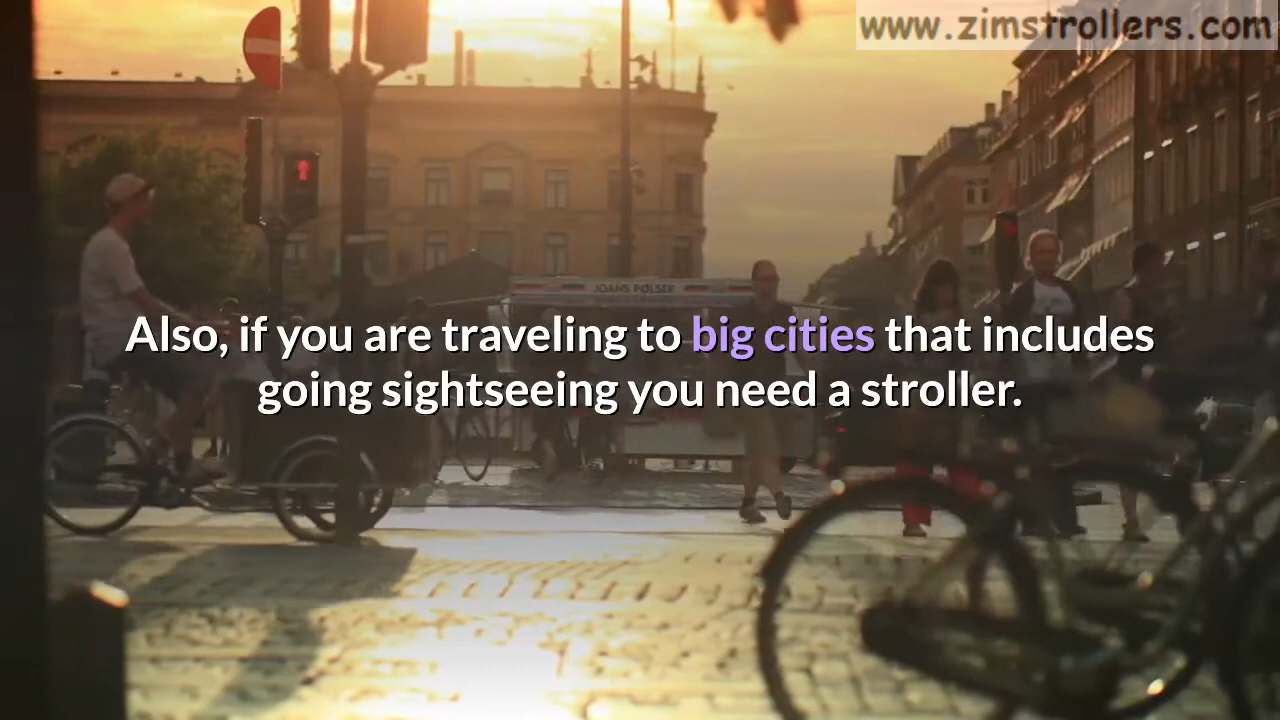 www.zimstrollers.com
JOANS PØLSER
Also, if you are traveling to big cities that includes
going sightseeing you need a stroller.